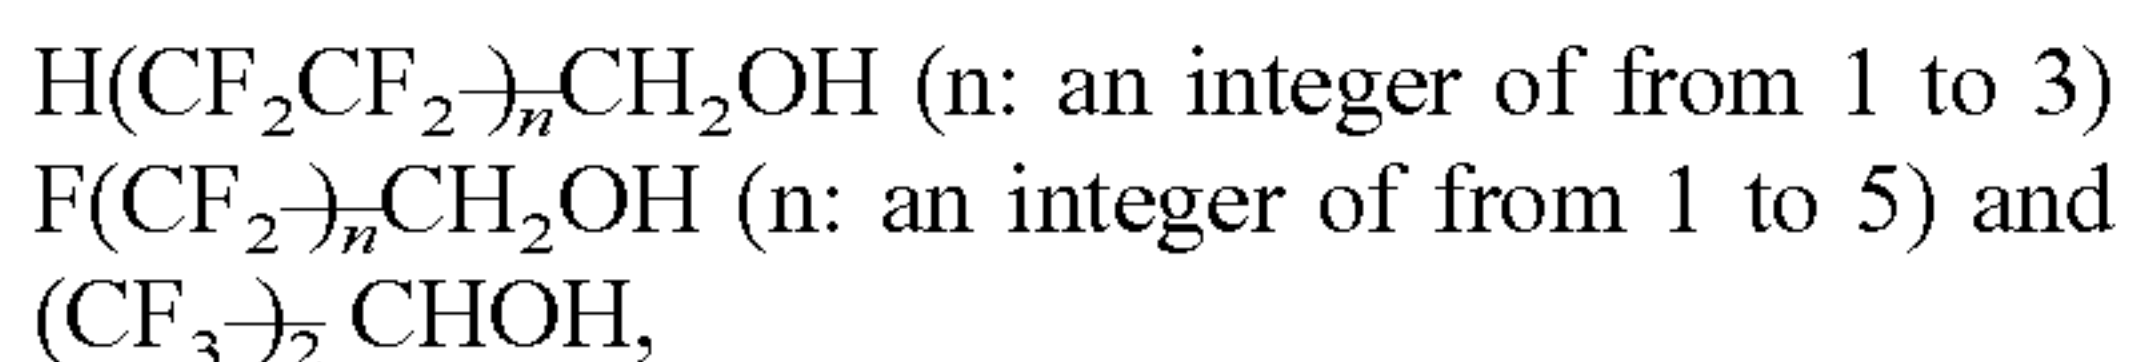 H(CF₂CF₂)ₙCH₂OH (n: an integer of from 1 to 3)
F(CF₂)ₙCH₂OH (n: an integer of from 1 to 5) and
(CF₃)₂ CHOH,